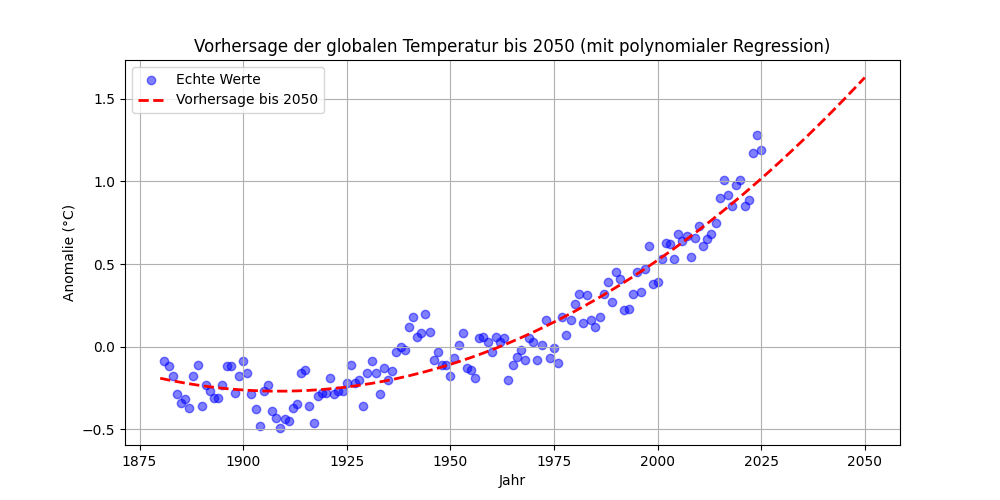 Vorhersage der globalen Temperatur bis 2050 (mit polynomialer Regression)
Echte Werte
Vorhersage bis 2050
Anomalie (°C)
1.5
1.0
0.5
0.0
−0.5
1875 1900 1925 1950 1975 2000 2025 2050
Jahr